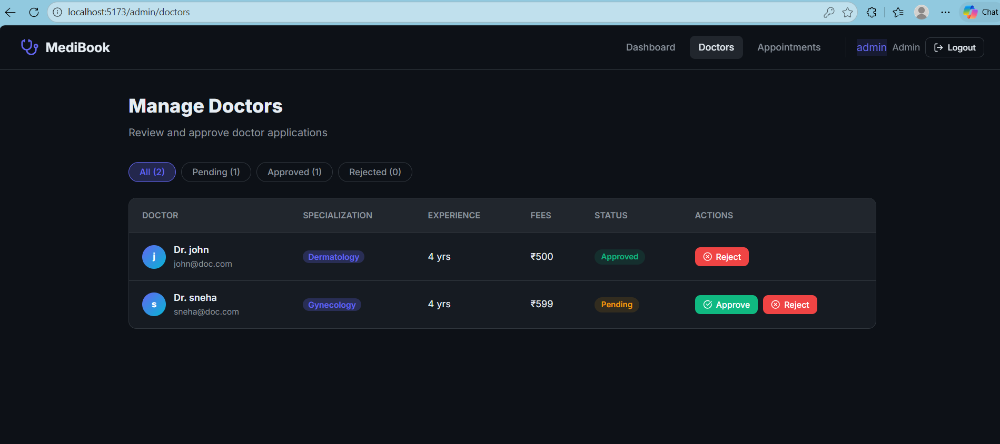 localhost:5173/admin/doctors
Chat
MediBook
Dashboard Doctors Appointments admin Admin Logout
Manage Doctors
Review and approve doctor applications
All (2) Pending (1) Approved (1) Rejected (0)
DOCTOR SPECIALIZATION EXPERIENCE FEES STATUS ACTIONS
j Dr. john
john@doc.com
Dermatology 4 yrs ₹500 Approved Reject
s Dr. sneha
sneha@doc.com
Gynecology 4 yrs ₹599 Pending Approve Reject